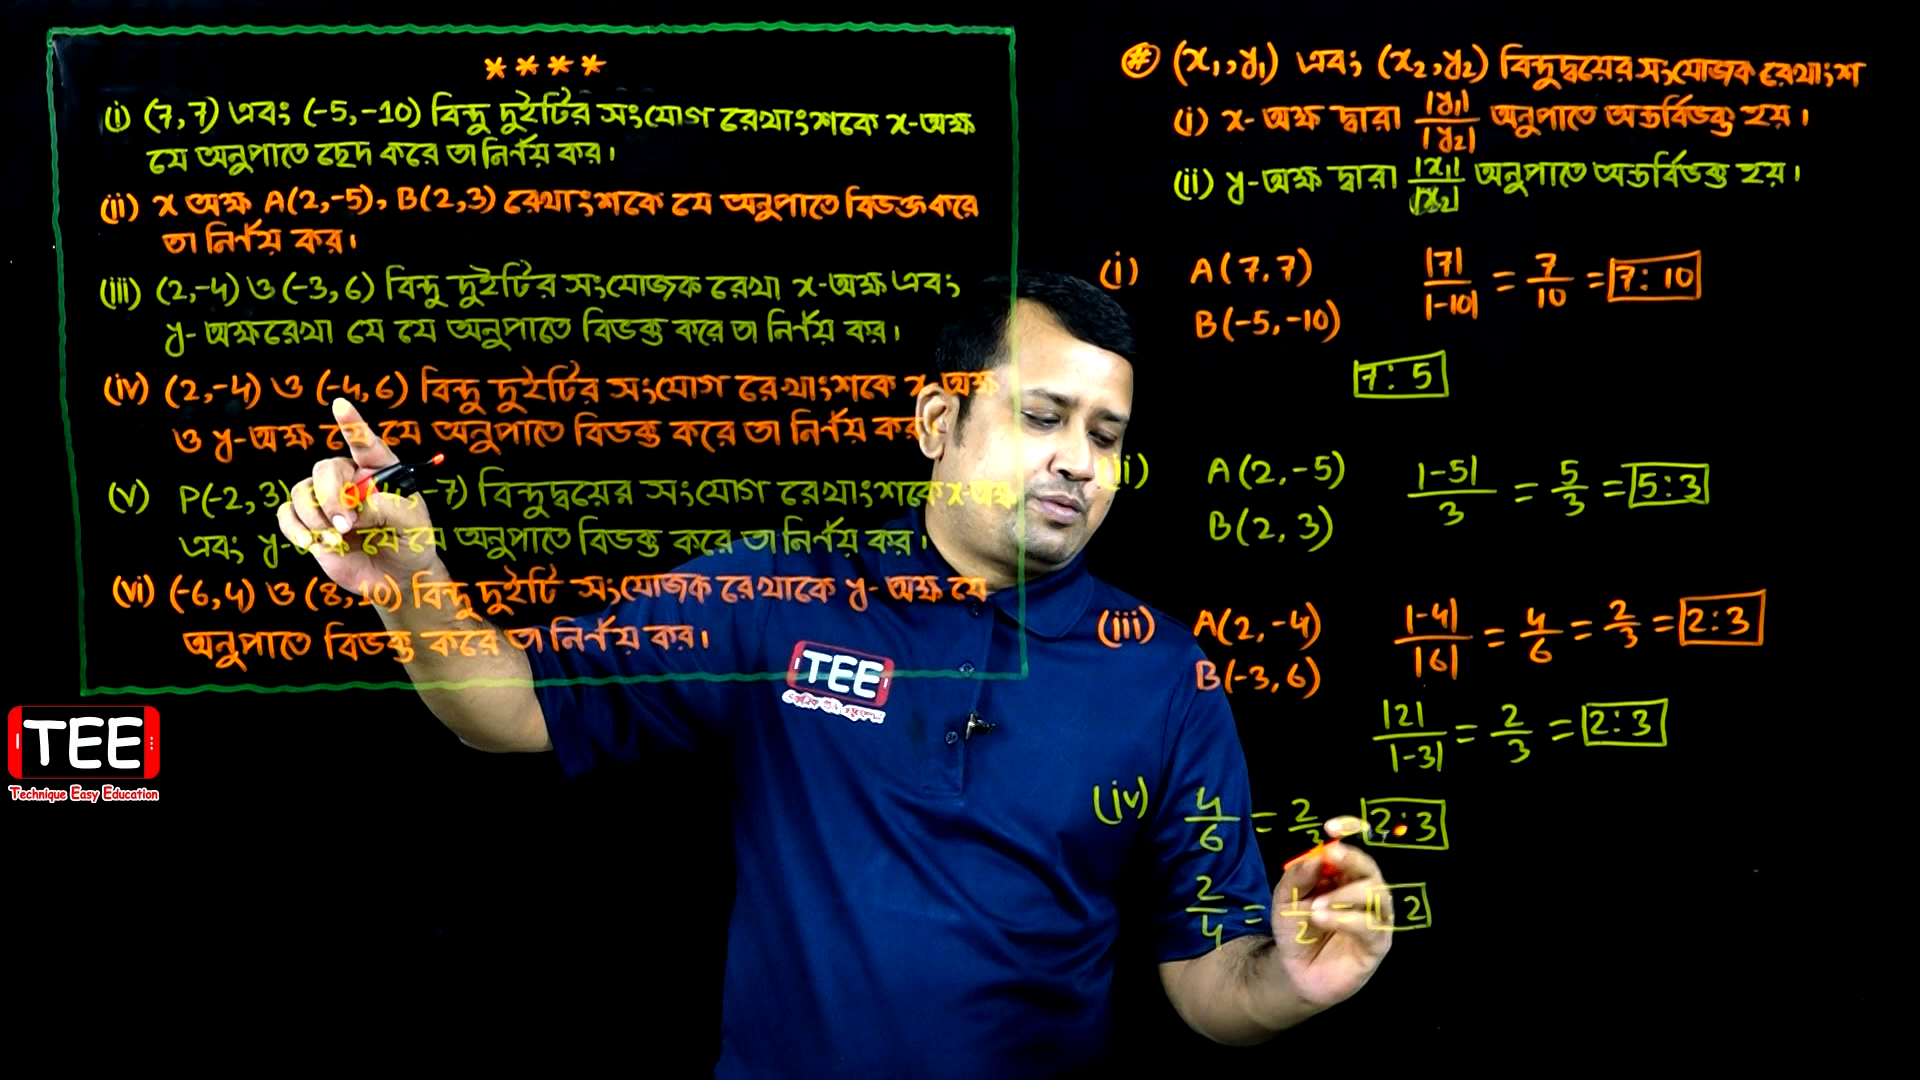 ****
(i) (7,7) এবং (-5,-10) বিন্দু দুইটির সংযোগ রেখাংশকে x-অক্ষ
যে অনুপাতে ছেদ করে তা নির্ণয় কর।
(ii) x অক্ষ A(2,-5), B(2,3) রেখাংশকে যে অনুপাতে বিভক্ত করে
তা নির্ণয় কর।
(iii) (2,-4) ও (-3,6) বিন্দু দুইটির সংযোজক রেখা x-অক্ষ এবং
y-অক্ষরেখা যে যে অনুপাতে বিভক্ত করে তা নির্ণয় কর।
(iv) (2,-4) ও (-4,6) বিন্দু দুইটির সংযোগ রেখাংশকে x-অক্ষ
ও y-অক্ষ যে যে অনুপাতে বিভক্ত করে তা নির্ণয় কর
(v) P(-2,3) -7) বিন্দুদ্বয়ের সংযোগ রেখাংশকে x-অক্ষ
এবং y-অক্ষ যে যে অনুপাতে বিভক্ত করে তা নির্ণয় কর।
(vi) (-6,4) ও (8,10) বিন্দু দুইটি সংযোজক রেখাকে y-অক্ষ যে
অনুপাতে বিভক্ত করে তা নির্ণয় কর।
TEE
Technique Easy Education
TEE
# (x₁,y₁) এবং (x₂,y₂) বিন্দুদ্বয়ের সংযোজক রেখাংশ
(i) x-অক্ষ দ্বারা |y₁|/|y₂| অনুপাতে অন্তর্বিভক্ত হয়।
(ii) y-অক্ষ দ্বারা |x₁|/|x₂| অনুপাতে অন্তর্বিভক্ত হয়।
(i) A(7,7) |7|/|-10| = 7/10 = 7:10
B(-5,-10)
7:5
(ii) A(2,-5) |-5|/3 = 5/3 = 5:3
B(2,3)
(iii) A(2,-4) |-4|/|6| = 4/6 = 2/3 = 2:3
B(-3,6)
|2|/|-3| = 2/3 = 2:3
(iv) 4/6 = 2/3 = 2:3
2/4 = 1/2 = 1:2